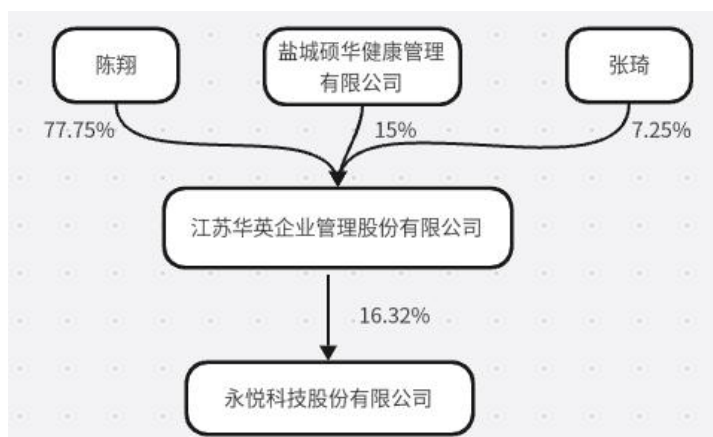 陈翔
盐城硕华健康管理
有限公司
张琦
77.75%
15%
7.25%
江苏华英企业管理股份有限公司
16.32%
永悦科技股份有限公司